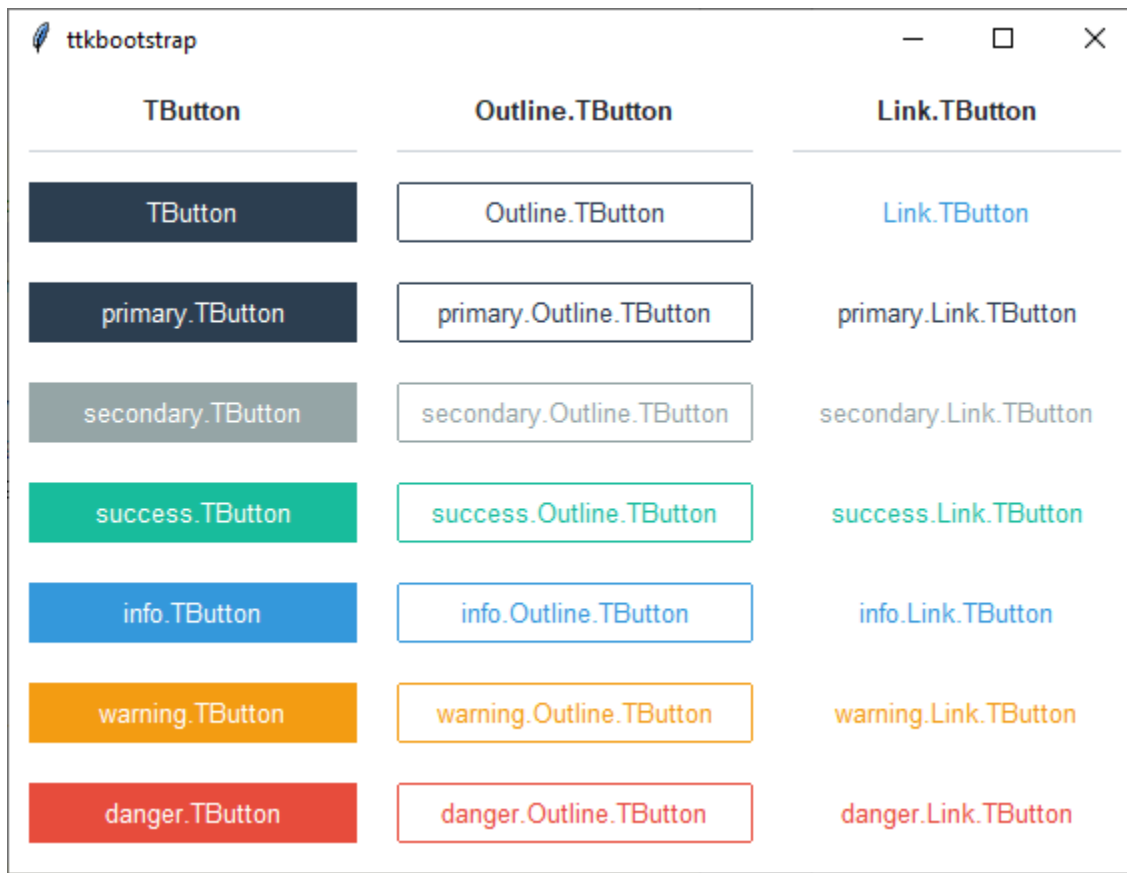 ttkbootstrap
TButton Outline.TButton Link.TButton
TButton Outline.TButton Link.TButton
primary.TButton primary.Outline.TButton primary.Link.TButton
secondary.TButton secondary.Outline.TButton secondary.Link.TButton
success.TButton success.Outline.TButton success.Link.TButton
info.TButton info.Outline.TButton info.Link.TButton
warning.TButton warning.Outline.TButton warning.Link.TButton
danger.TButton danger.Outline.TButton danger.Link.TButton